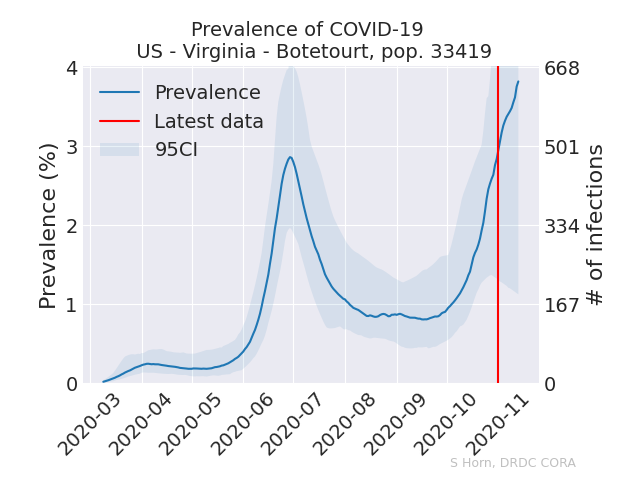 Prevalence of COVID-19
US - Virginia - Botetourt, pop. 33419
Prevalence (%)
4
3
2
1
0
Prevalence
Latest data
95CI
668
501
334
167
0
# of infections
2020-03
2020-04
2020-05
2020-06
2020-07
2020-08
2020-09
2020-10
2020-11
S Horn, DRDC CORA